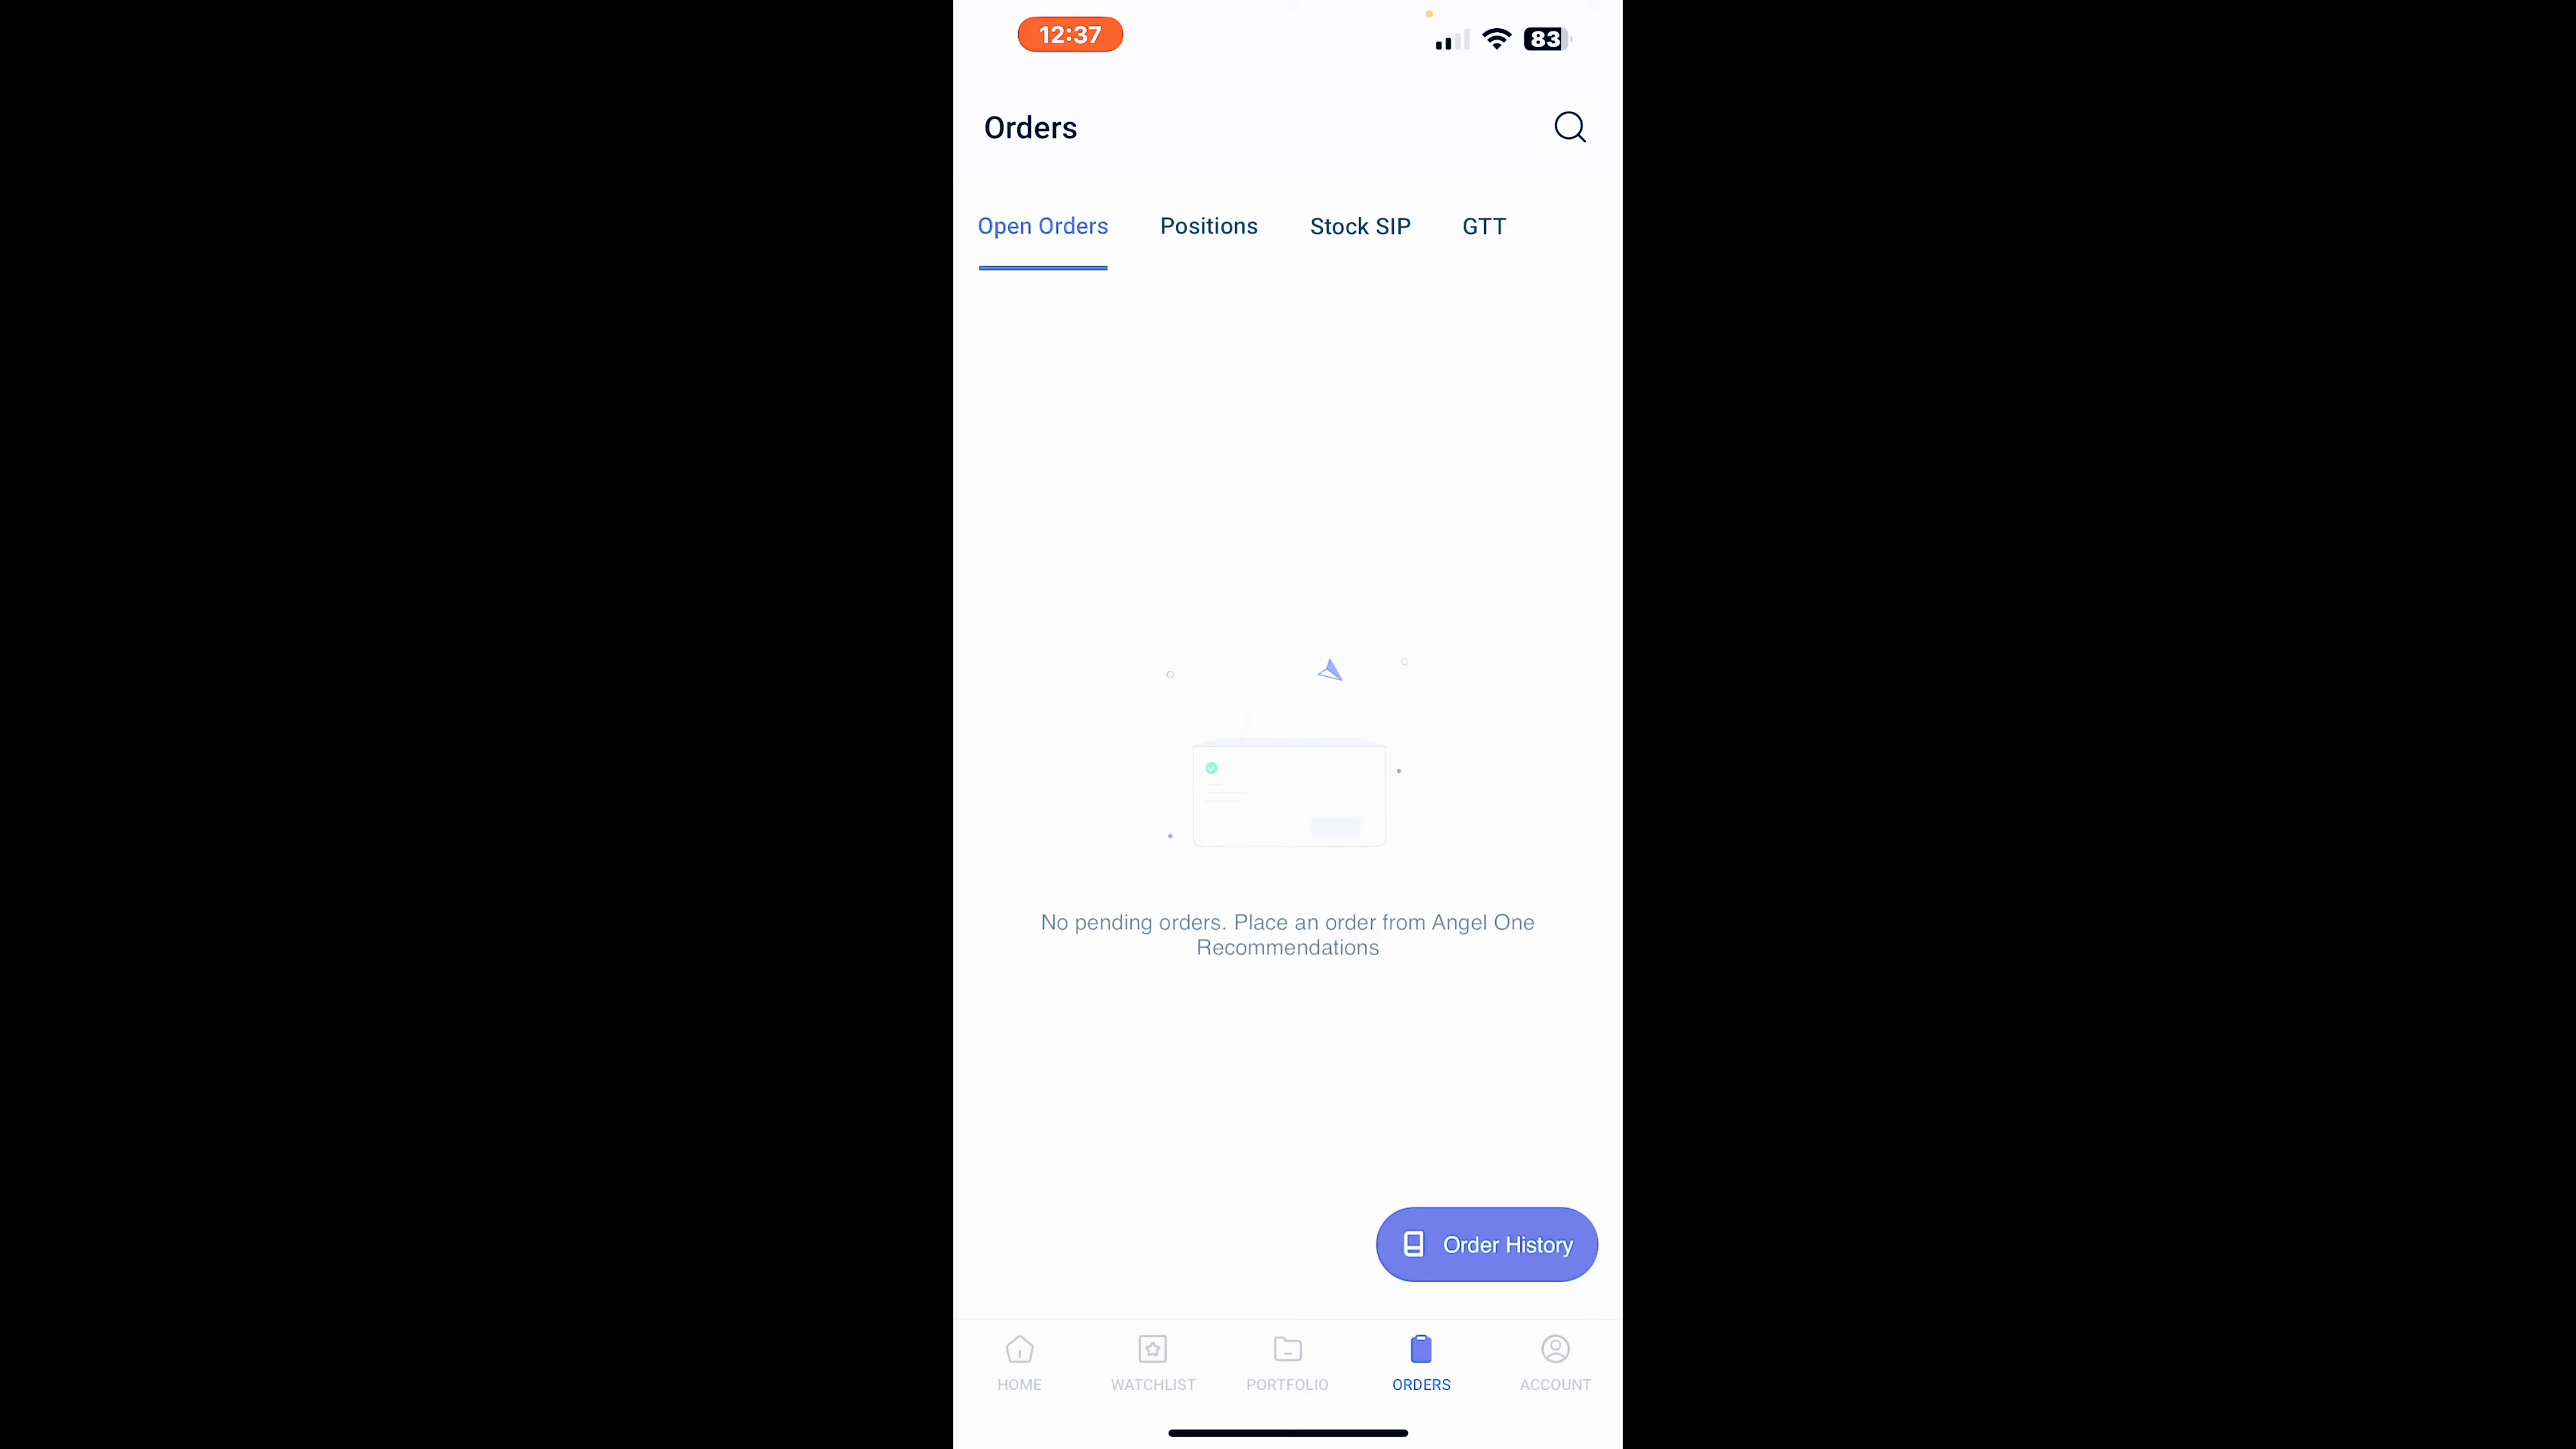 12:37
83
Orders
Open Orders Positions Stock SIP GTT
No pending orders. Place an order from Angel One
Recommendations
Order History
HOME WATCHLIST PORTFOLIO ORDERS ACCOUNT